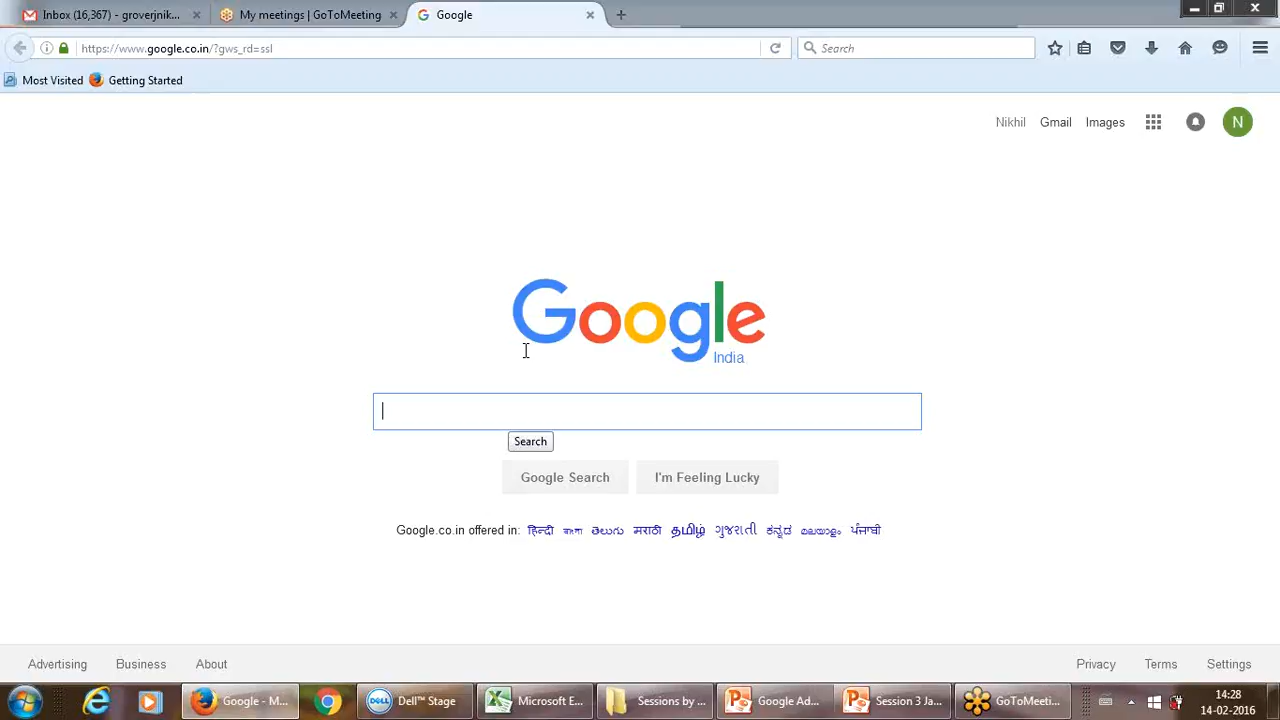 Inbox (16,367) - groverjnik...
My meetings | GoToMeeting
Google
https://www.google.co.in/?gws_rd=ssl
Search
Most Visited
Getting Started
Nikhil
Gmail
Images
N
Google
India
Search
Google Search
I'm Feeling Lucky
Google.co.in offered in: हिन्दी বাংলা తెలుగు मराठी தமிழ் ગુજરાતી ಕನ್ನಡ മലയാളം ਪੰਜਾਬੀ
Advertising
Business
About
Privacy
Terms
Settings
Google - M...
DELL
Dell™ Stage
Microsoft E...
Sessions by ...
Google Ad...
Session 3 Ja...
GoToMeeti...
14:28
14-02-2016